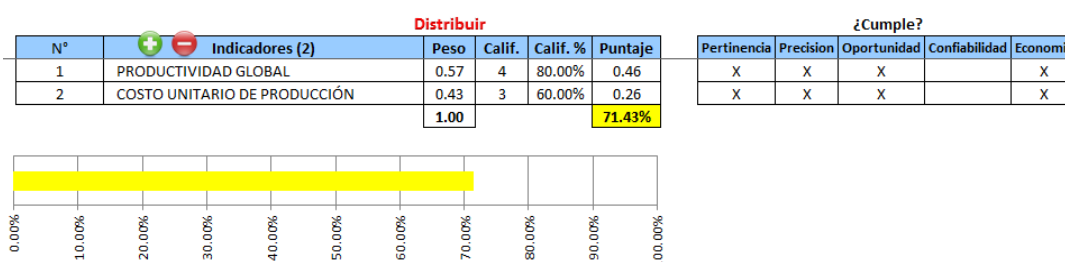 Distribuir ¿Cumple?
N° Indicadores (2) Peso Calif. Calif. % Puntaje Pertinencia Precision Oportunidad Confiabilidad Economi
1 PRODUCTIVIDAD GLOBAL 0.57 4 80.00% 0.46 X X X X
2 COSTO UNITARIO DE PRODUCCIÓN 0.43 3 60.00% 0.26 X X X X
1.00 71.43%
0.00% 10.00% 20.00% 30.00% 40.00% 50.00% 60.00% 70.00% 80.00% 90.00% 00.00%